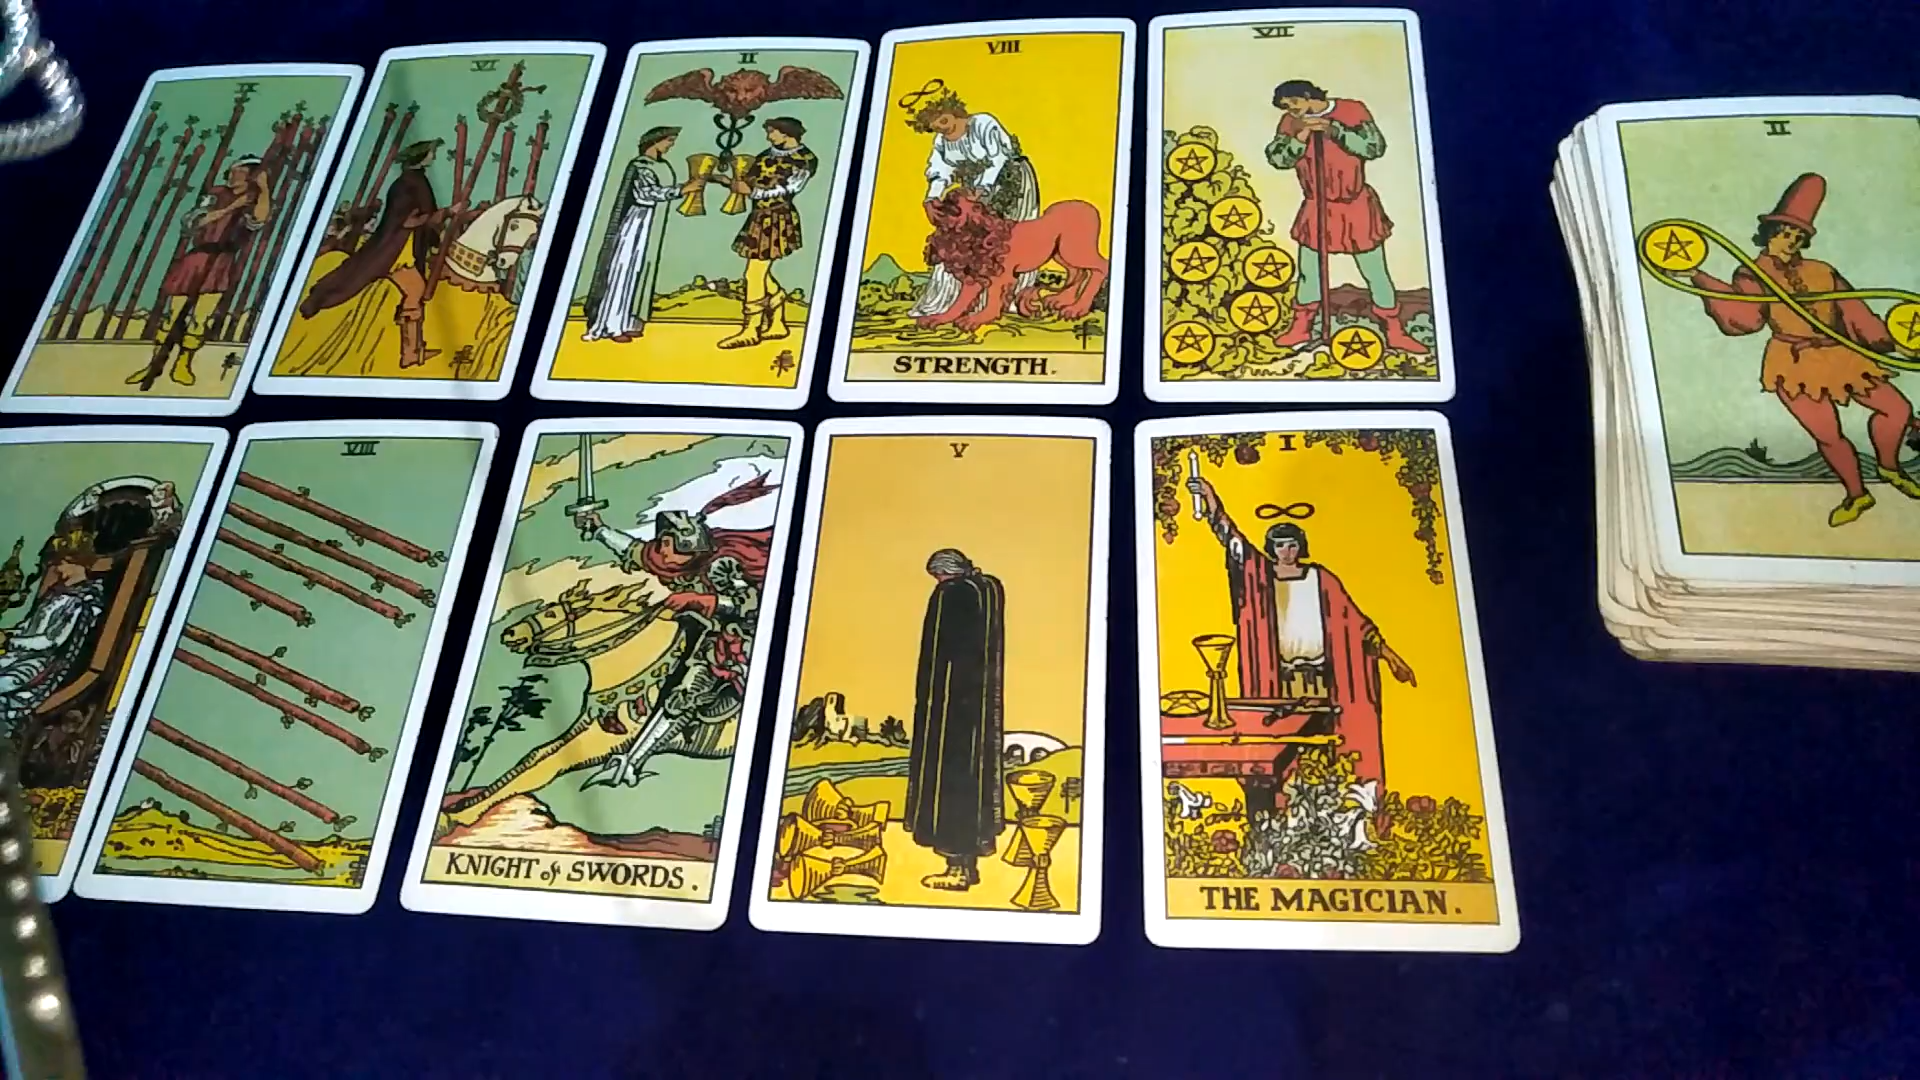 IX
VI
II
VIII
STRENGTH.
VII
II
VIII
KNIGHT of SWORDS.
V
I
THE MAGICIAN.